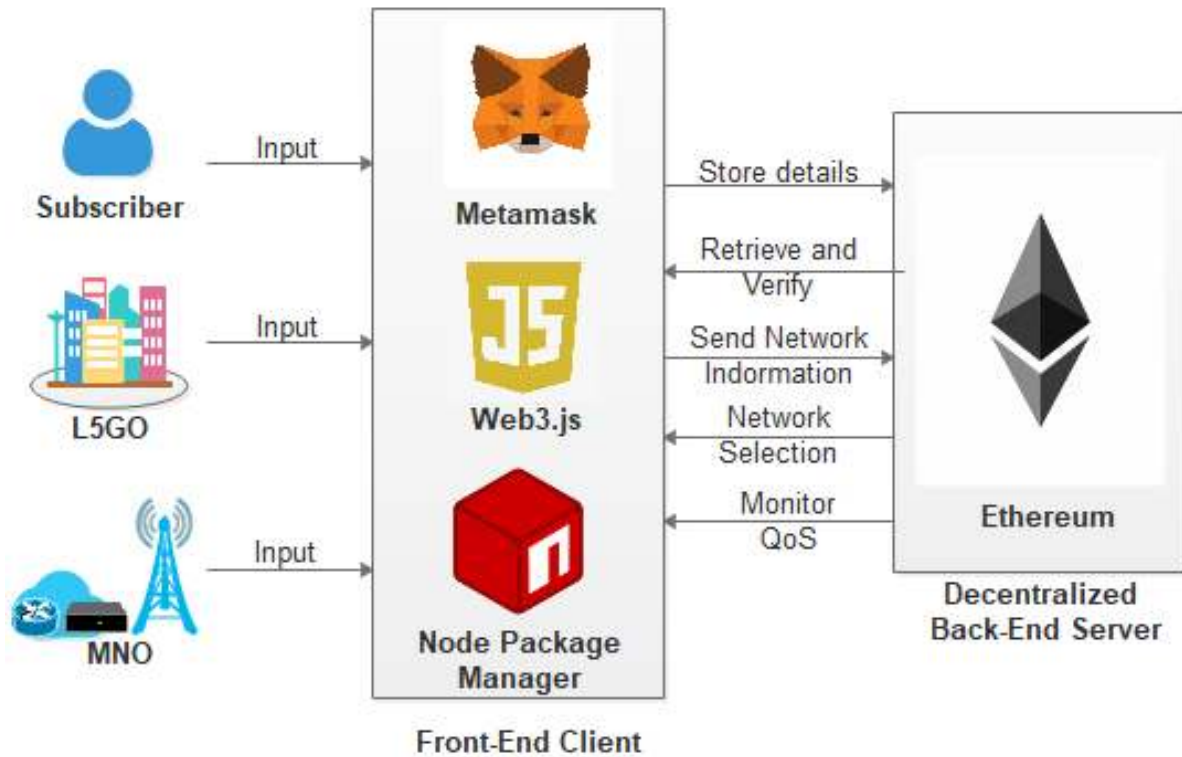 Subscriber
Input
L5GO
Input
MNO
Input
Metamask
JS
Web3.js
n
Node Package
Manager
Front-End Client
Store details
Retrieve and
Verify
Send Network
Indormation
Network
Selection
Monitor
QoS
Ethereum
Decentralized
Back-End Server